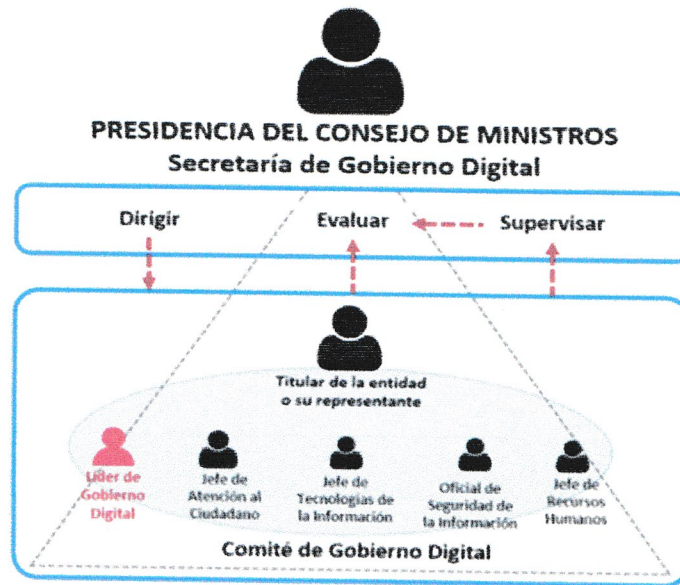 PRESIDENCIA DEL CONSEJO DE MINISTROS
Secretaría de Gobierno Digital
Dirigir
Evaluar
Supervisar
Titular de la entidad
o su representante
Líder de
Gobierno
Digital
Jefe de
Atención al
Ciudadano
Jefe de
Tecnologías de
la Información
Oficial de
Seguridad de
la Información
Jefe de
Recursos
Humanos
Comité de Gobierno Digital